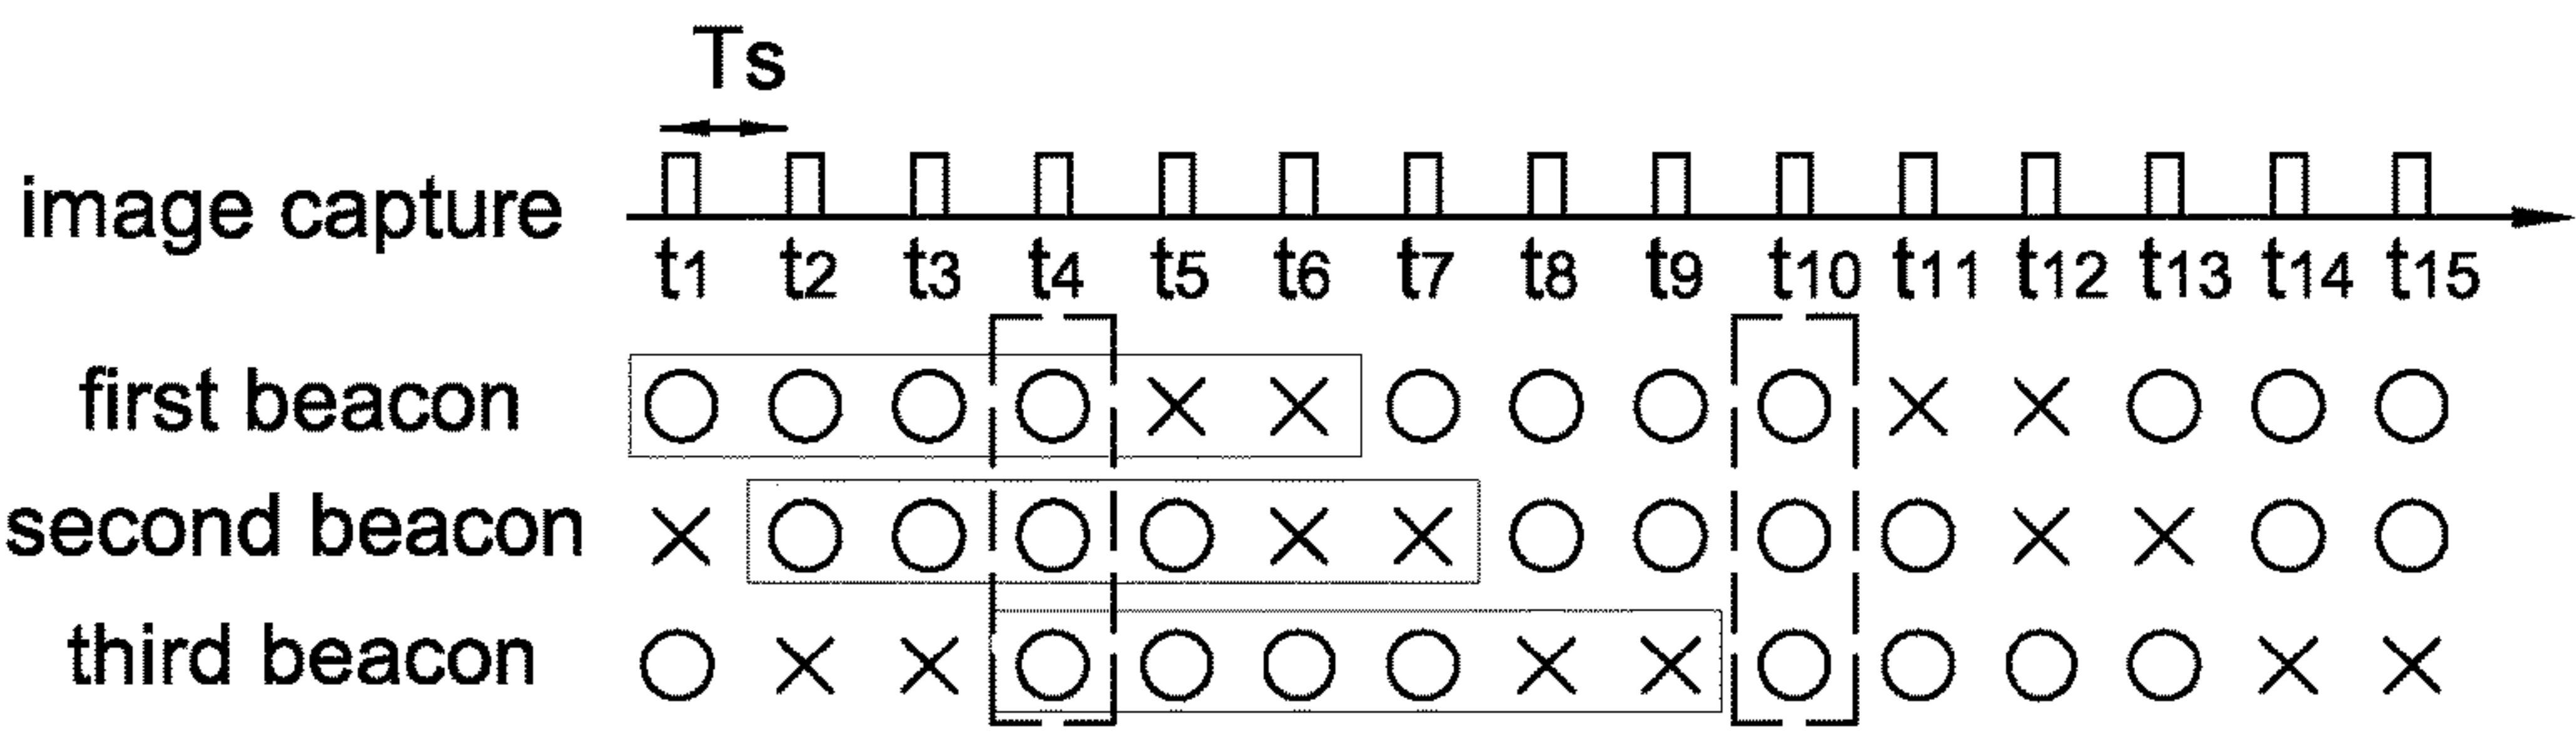 Ts
image capture
t1 t2 t3 t4 t5 t6 t7 t8 t9 t10 t11 t12 t13 t14 t15
first beacon
second beacon
third beacon